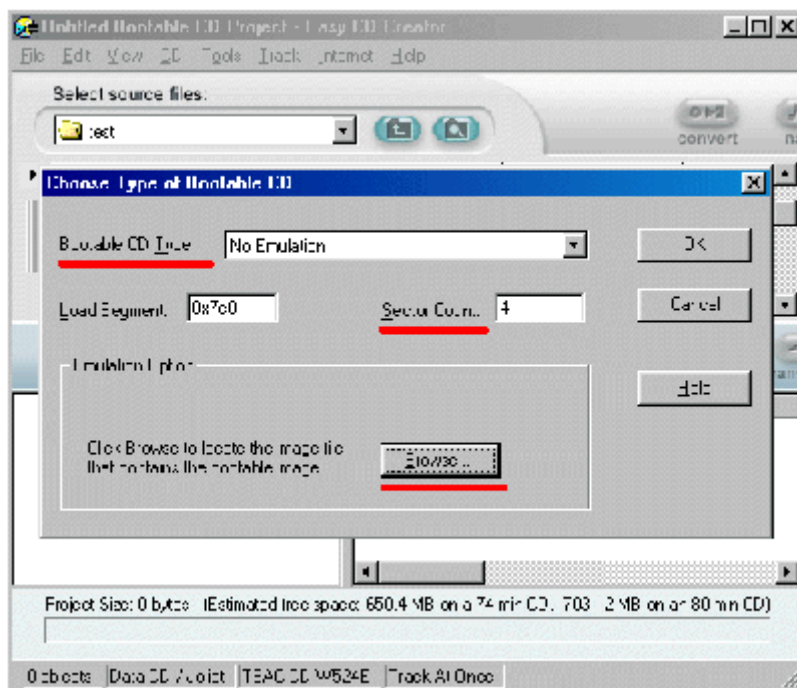 Untitled Bootable CD Project - Easy CD Creator
File Edit View CD Tools Track Internet Help
Select source files:
test
convert
Choose Type of Bootable CD
Bootable CD Type
No Emulation
OK
Load Segment:
0x7c0
Sector Count:
4
Cancel
Emulation Option
Help
Click Browse to locate the image file
that contains the bootable image
Browse...
Project Size: 0 bytes (Estimated free space: 650.4 MB on a 74 min CD, 703.2 MB on an 80 min CD)
0 objects
Data CD Project
TEAC CD-W524E
Track At Once